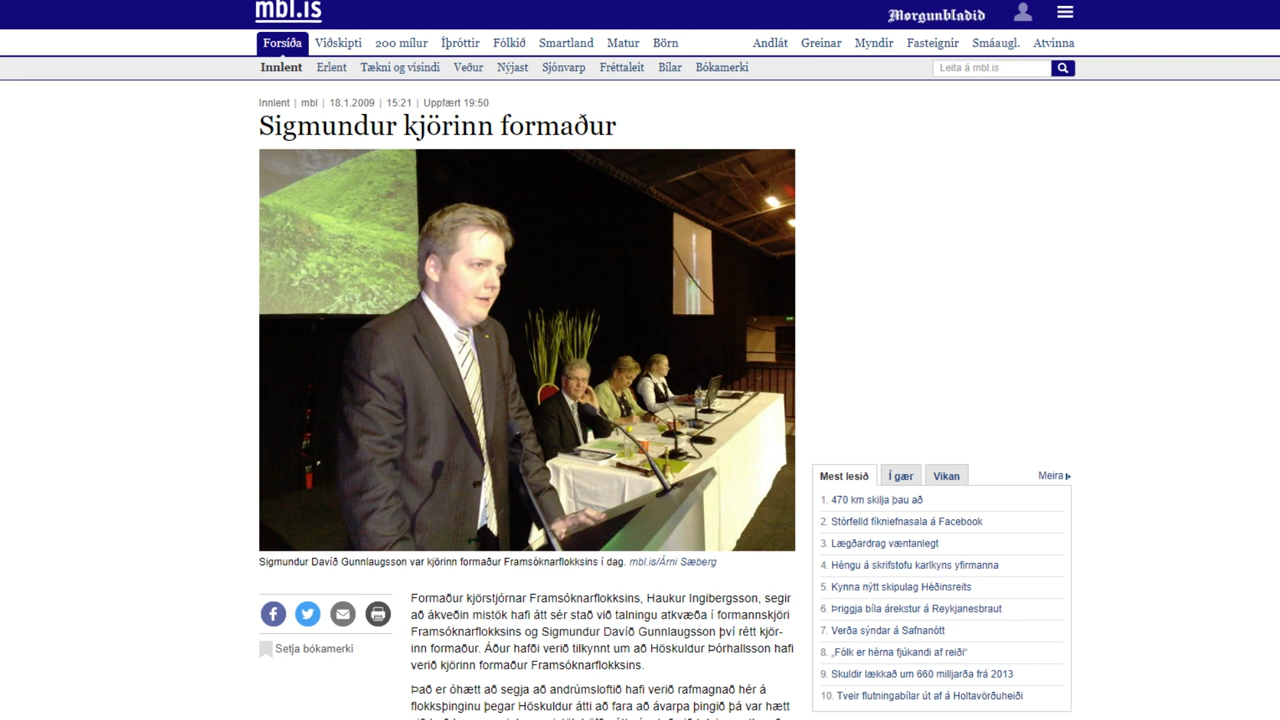 mbl.is
Morgunblaðið
Forsíða Viðskipti 200 mílur Íþróttir Fólkið Smartland Matur Börn Andlát Greinar Myndir Fasteignir Smáaugl. Atvinna
Innlent Erlent Tækni og vísindi Veður Nýjast Sjónvarp Fréttaleit Bílar Bókamerki Leita á mbl.is
Innlent | mbl | 18.1.2009 | 15:21 | Uppfært 19:50
Sigmundur kjörinn formaður
Sigmundur Davíð Gunnlaugsson var kjörinn formaður Framsóknarflokksins í dag. mbl.is/Árni Sæberg
Setja bókamerki
Formaður kjörstjórnar Framsóknarflokksins, Haukur Ingibergsson, segir
að ákveðin mistök hafi átt sér stað við talningu atkvæða í formannskjöri
Framsóknarflokksins og Sigmundur Davíð Gunnlaugsson því rétt kjör-
inn formaður. Áður hafði verið tilkynnt um að Höskuldur Þórhallsson hafi
verið kjörinn formaður Framsóknarflokksins.
Það er óhætt að segja að andrúmsloftið hafi verið rafmagnað hér á
flokksþinginu þegar Höskuldur átti að fara að ávarpa þingið þá var hætt
Mest lesið Í gær Vikan Meira
1. 470 km skilja þau að
2. Stórfelld fíkniefnasala á Facebook
3. Lægðardrag væntanlegt
4. Héngu á skrifstofu karlkyns yfirmanna
5. Kynna nýtt skipulag Héðinsreits
6. Þriggja bíla árekstur á Reykjanesbraut
7. Verða sýndar á Safnanótt
8. „Fólk er hérna fjúkandi af reiði“
9. Skuldir lækkað um 660 milljarða frá 2013
10. Tveir flutningabílar út af á Holtavörðuheiði